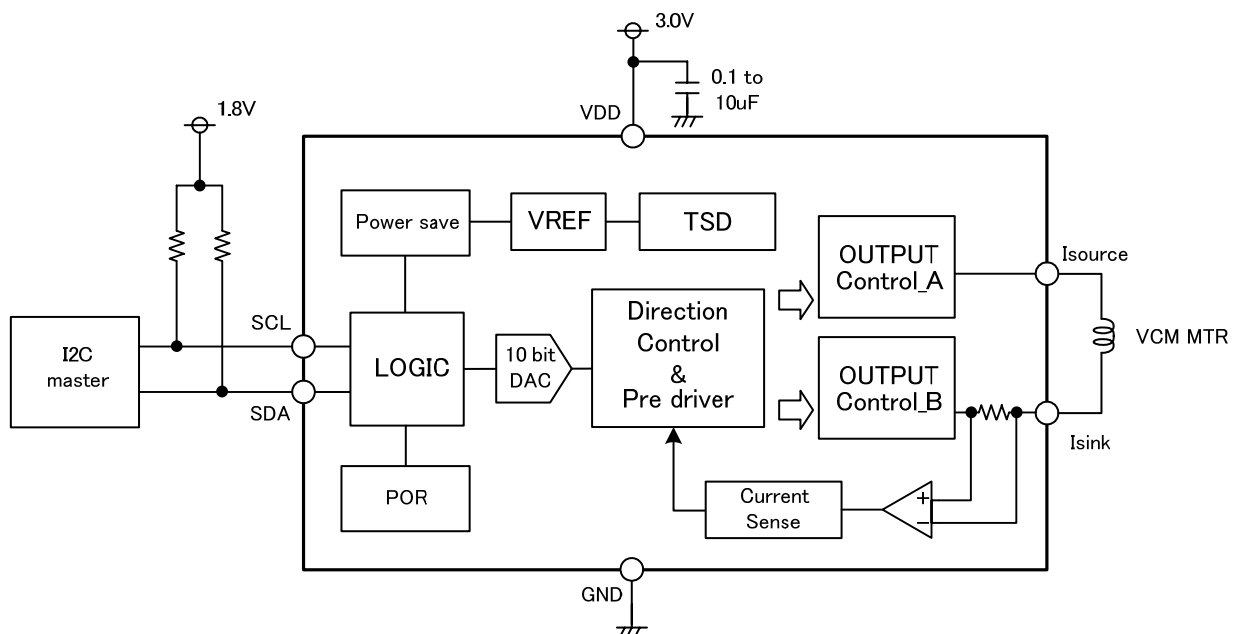 3.0V
0.1 to
10uF
VDD
1.8V
Power save
VREF
TSD
OUTPUT
Control_A
Isource
Direction
Control
&
Pre driver
SCL
I2C
master
LOGIC
10 bit
DAC
VCM MTR
OUTPUT
Control_B
SDA
Isink
POR
Current
Sense
+
−
GND